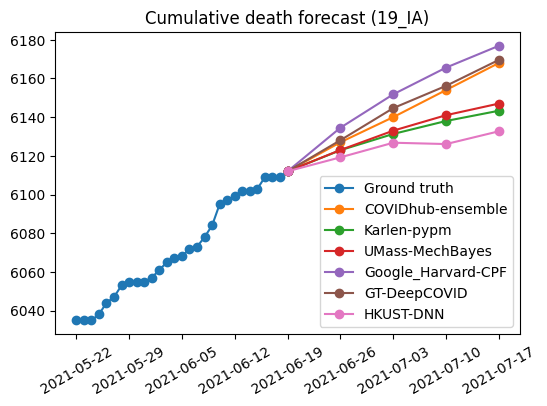 Cumulative death forecast (19_IA)
6180
6160
6140
6120
6100
6080
6060
6040
Ground truth
COVIDhub-ensemble
Karlen-pypm
UMass-MechBayes
Google_Harvard-CPF
GT-DeepCOVID
HKUST-DNN
2021-05-22
2021-05-29
2021-06-05
2021-06-12
2021-06-19
2021-06-26
2021-07-03
2021-07-10
2021-07-17